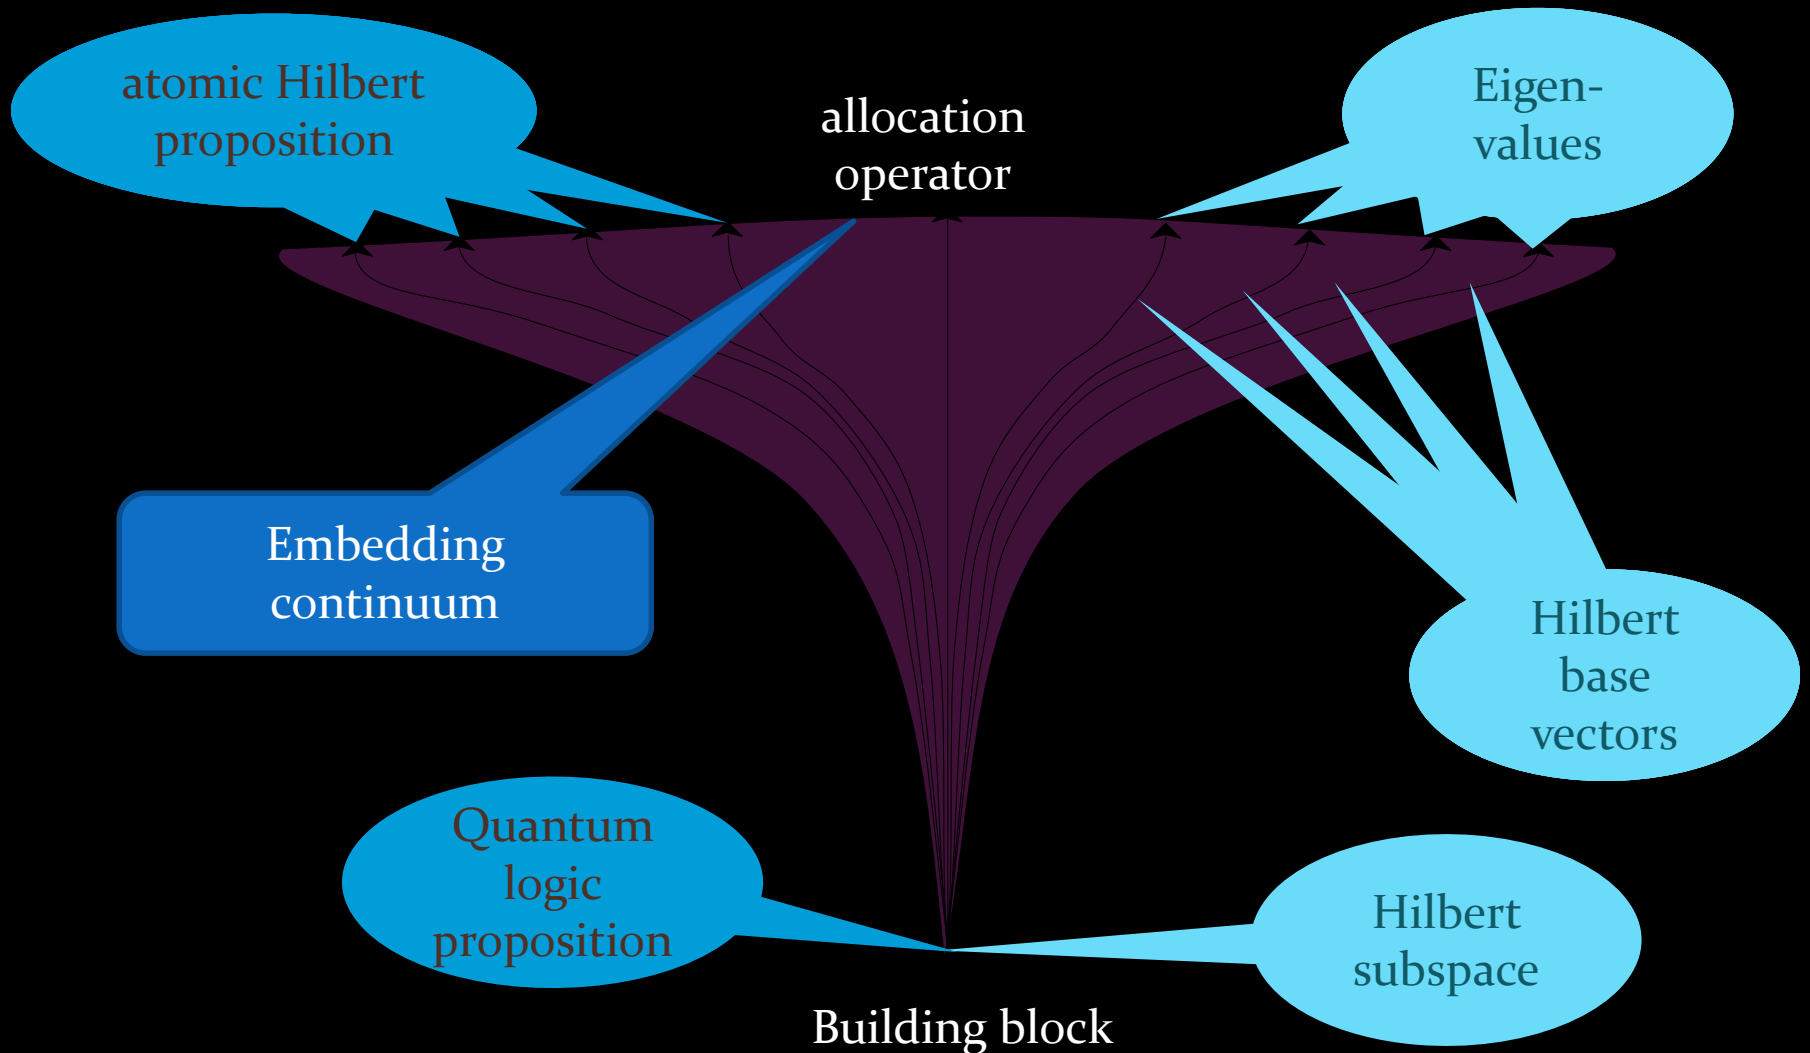 atomic Hilbert
proposition
allocation
operator
Eigen-
values
Embedding
continuum
Hilbert
base
vectors
Quantum
logic
proposition
Hilbert
subspace
Building block